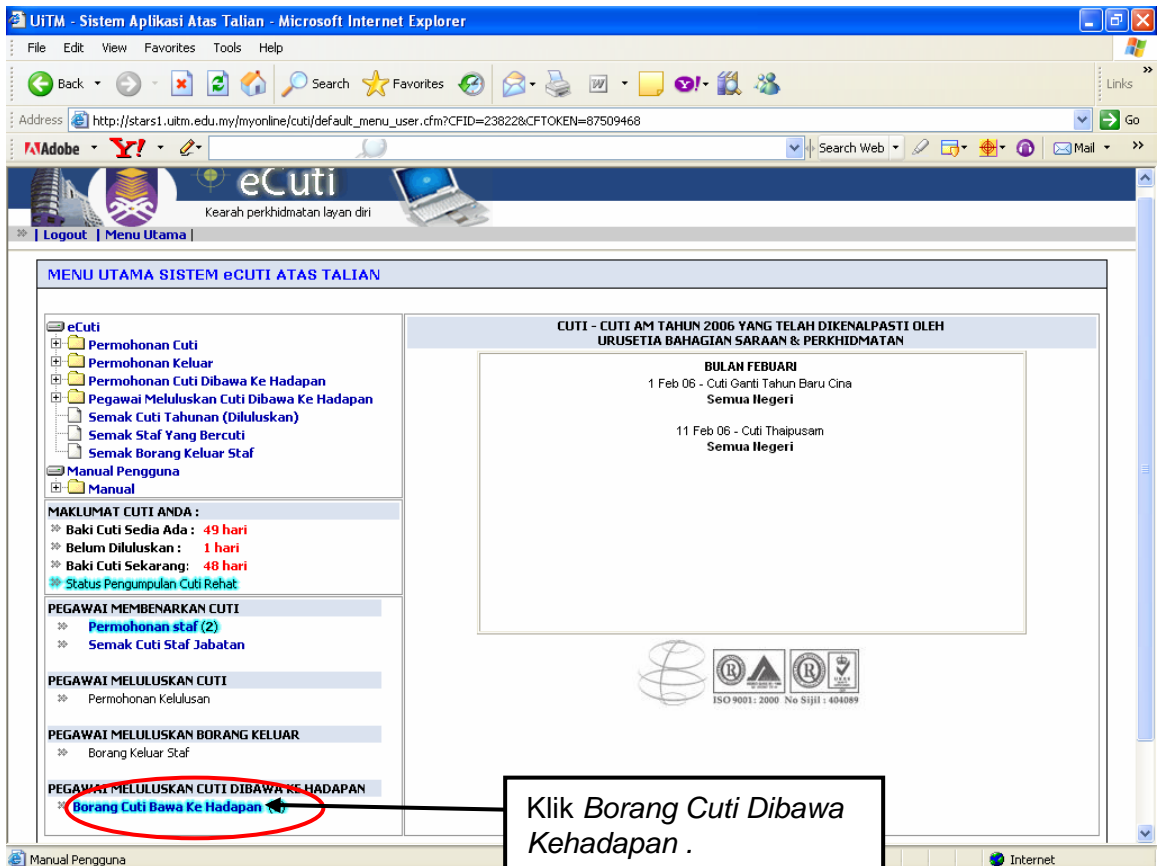 UiTM - Sistem Aplikasi Atas Talian - Microsoft Internet Explorer
File Edit View Favorites Tools Help
Back Search Favorites Links
Address http://stars1.uitm.edu.my/myonline/cuti/default_menu_user.cfm?CFID=23822&CFTOKEN=87509468 Go
Adobe Y! Search Web Mail
eCuti
Kearah perkhidmatan layan diri
| Logout | Menu Utama |
MENU UTAMA SISTEM eCUTI ATAS TALIAN
eCuti
Permohonan Cuti
Permohonan Keluar
Permohonan Cuti Dibawa Ke Hadapan
Pegawai Meluluskan Cuti Dibawa Ke Hadapan
Semak Cuti Tahunan (Diluluskan)
Semak Staf Yang Bercuti
Semak Borang Keluar Staf
Manual Pengguna
Manual
MAKLUMAT CUTI ANDA :
Baki Cuti Sedia Ada : 49 hari
Belum Diluluskan : 1 hari
Baki Cuti Sekarang: 48 hari
Status Pengumpulan Cuti Rehat
PEGAWAI MEMBENARKAN CUTI
Permohonan staf (2)
Semak Cuti Staf Jabatan
PEGAWAI MELULUSKAN CUTI
Permohonan Kelulusan
PEGAWAI MELULUSKAN BORANG KELUAR
Borang Keluar Staf
PEGAWAI MELULUSKAN CUTI DIBAWA KE HADAPAN
Borang Cuti Bawa Ke Hadapan
CUTI - CUTI AM TAHUN 2006 YANG TELAH DIKENALPASTI OLEH
URUSETIA BAHAGIAN SARAAN & PERKHIDMATAN
BULAN FEBUARI
1 Feb 06 - Cuti Ganti Tahun Baru Cina
Semua Negeri
11 Feb 06 - Cuti Thaipusam
Semua Negeri
ISO 9001: 2000 No Sijil : 404089
Klik Borang Cuti Dibawa
Kehadapan .
Manual Pengguna Internet